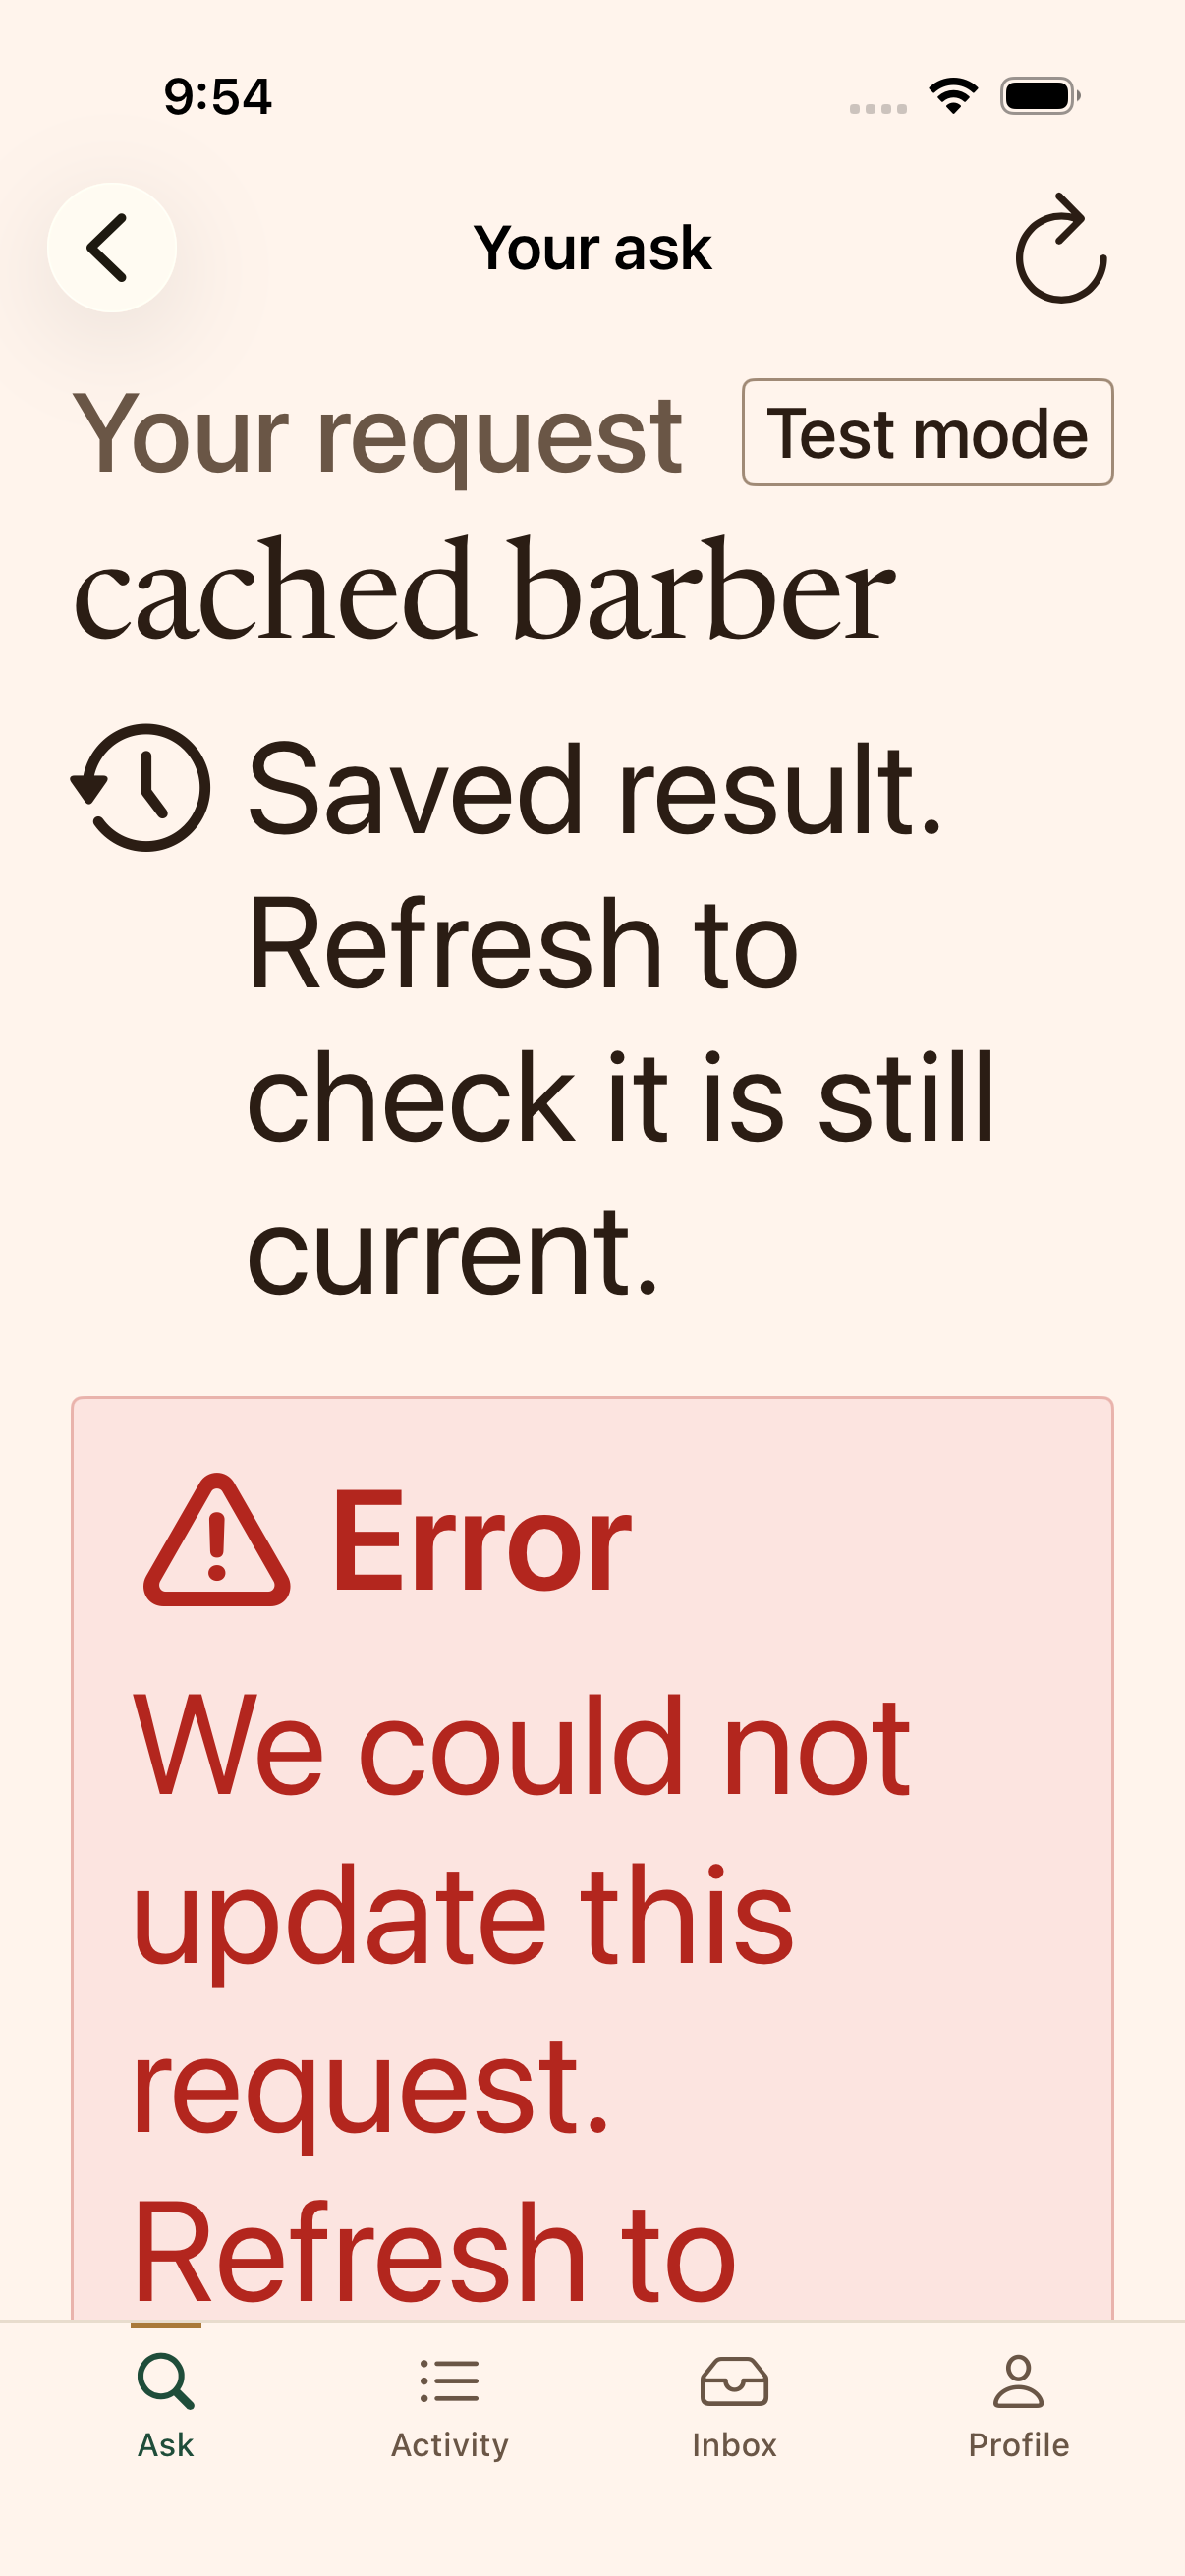 9:54
Your ask
Your request
Test mode
cached barber
Saved result.
Refresh to
check it is still
current.
Error
We could not
update this
request.
Refresh to
Ask
Activity
Inbox
Profile